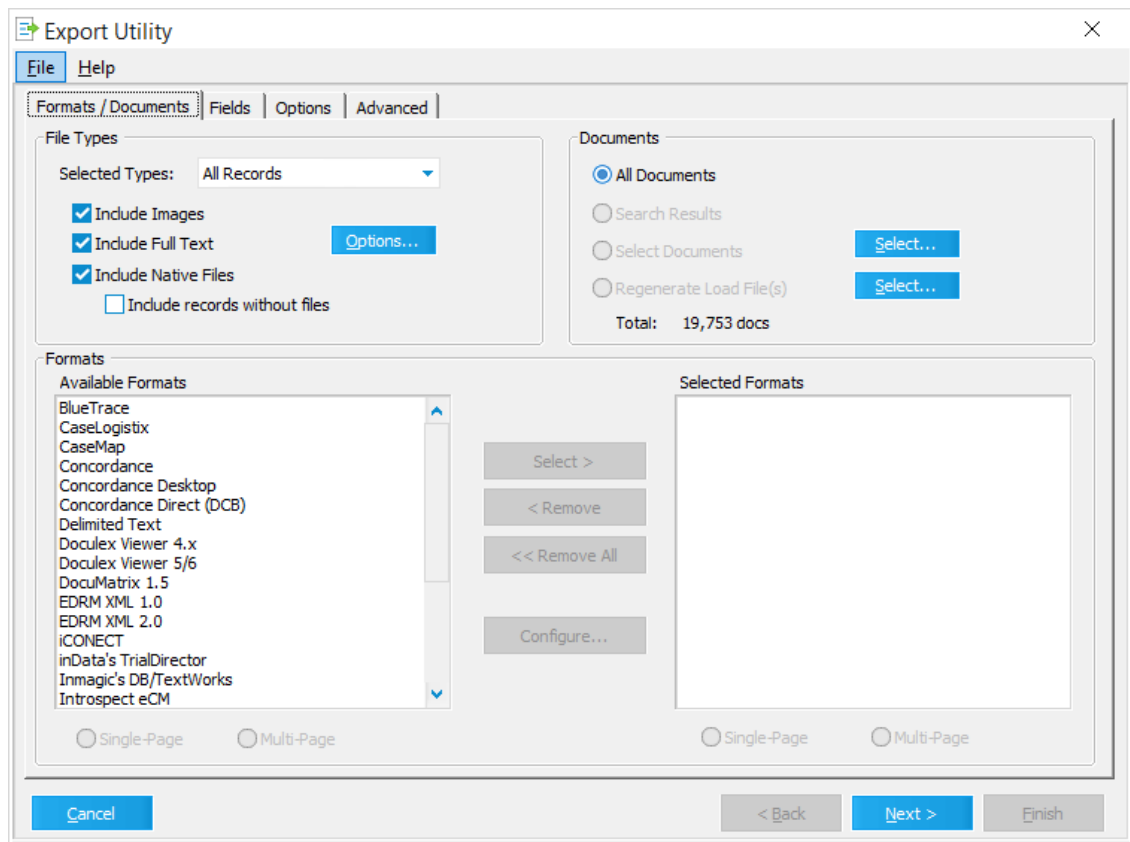 Export Utility
File Help
Formats / Documents Fields Options Advanced
File Types
Selected Types: All Records
Include Images
Include Full Text
Options...
Include Native Files
Include records without files
Documents
All Documents
Search Results
Select Documents
Select...
Regenerate Load File(s)
Select...
Total: 19,753 docs
Formats
Available Formats
BlueTrace
CaseLogistix
CaseMap
Concordance
Concordance Desktop
Concordance Direct (DCB)
Delimited Text
Doculex Viewer 4.x
Doculex Viewer 5/6
DocuMatrix 1.5
EDRM XML 1.0
EDRM XML 2.0
iCONECT
inData's TrialDirector
Inmagic's DB/TextWorks
Introspect eCM
Single-Page Multi-Page
Select >
< Remove
<< Remove All
Configure...
Selected Formats
Single-Page Multi-Page
Cancel
< Back
Next >
Finish